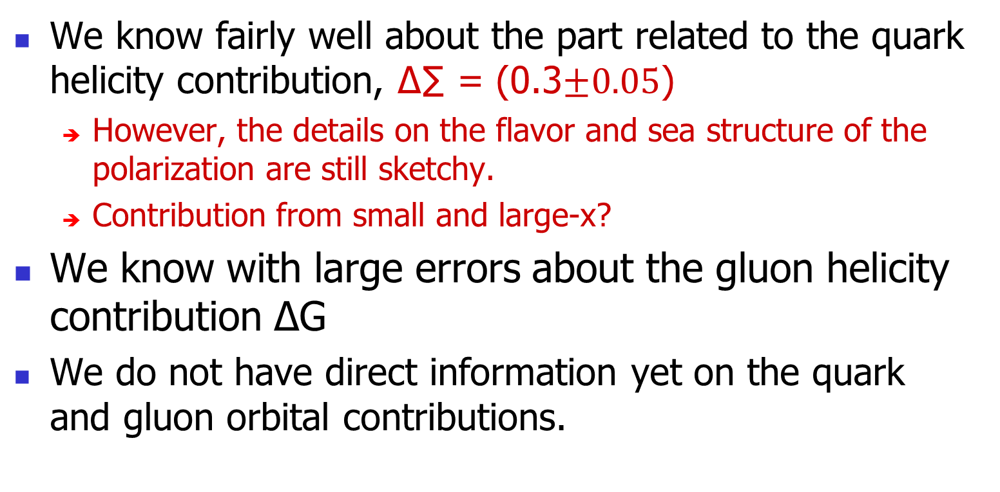 ▪ We know fairly well about the part related to the quark
helicity contribution, ΔΣ = (0.3±0.05)
➔ However, the details on the flavor and sea structure of the
polarization are still sketchy.
➔ Contribution from small and large-x?
▪ We know with large errors about the gluon helicity
contribution ΔG
▪ We do not have direct information yet on the quark
and gluon orbital contributions.